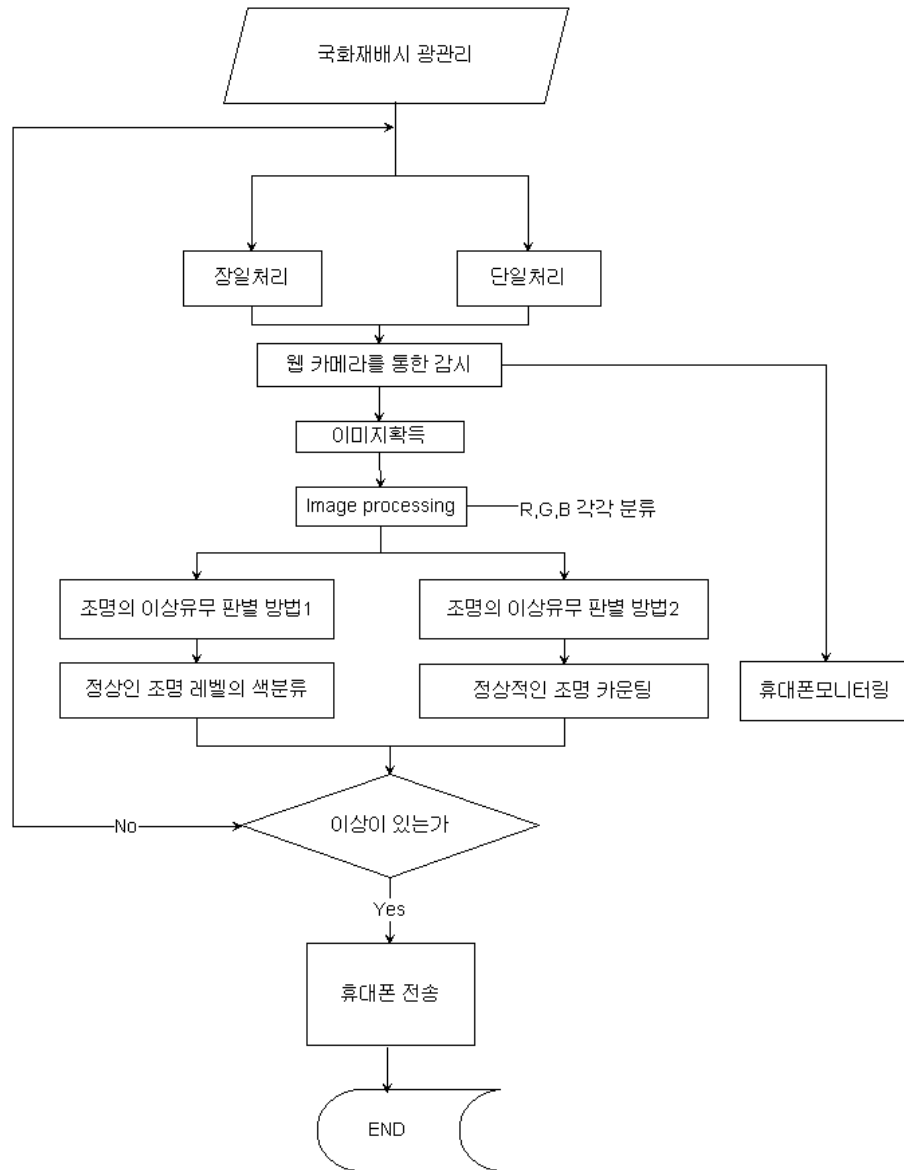 국화재배시 광관리
장일처리
단일처리
웹 카메라를 통한 감시
이미지확득
Image processing
R,G,B 각각 분류
조명의 이상유무 판별 방법1
조명의 이상유무 판별 방법2
정상인 조명 레벨의 색분류
정상적인 조명 카운팅
휴대폰모니터링
이상이 있는가
No
Yes
휴대폰 전송
END